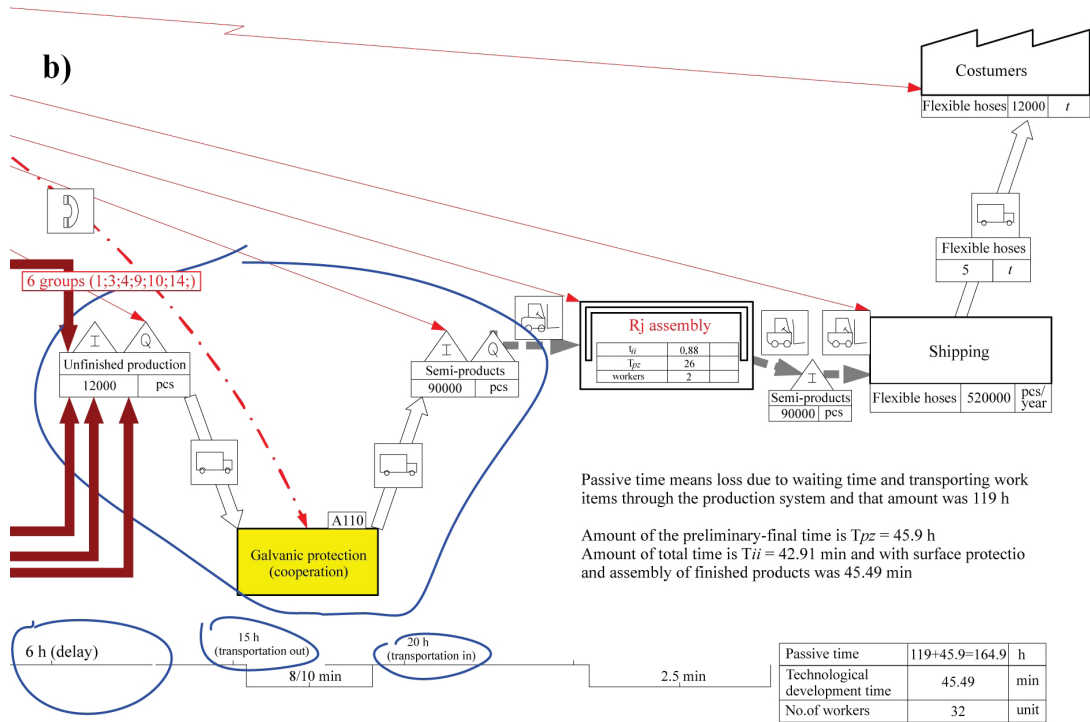 b)
Costumers
Flexible hoses 12000 t
Flexible hoses
5 t
6 groups (1;3;4;9;10;14;)
I Q
Unfinished production
12000 pcs
I Q
Semi-products
90000 pcs
Rj assembly
tii 0,88
Tpz 26
workers 2
I
Semi-products
90000 pcs
Shipping
Flexible hoses 520000 pcs/
year
A110
Galvanic protection
(cooperation)
Passive time means loss due to waiting time and transporting work
items through the production system and that amount was 119 h
Amount of the preliminary-final time is Tpz = 45.9 h
Amount of total time is Tii = 42.91 min and with surface protectio
and assembly of finished products was 45.49 min
6 h (delay)
15 h
(transportation out)
8/10 min
20 h
(transportation in)
2.5 min
Passive time 119+45.9=164.9 h
Technological
development time 45.49 min
No.of workers 32 unit